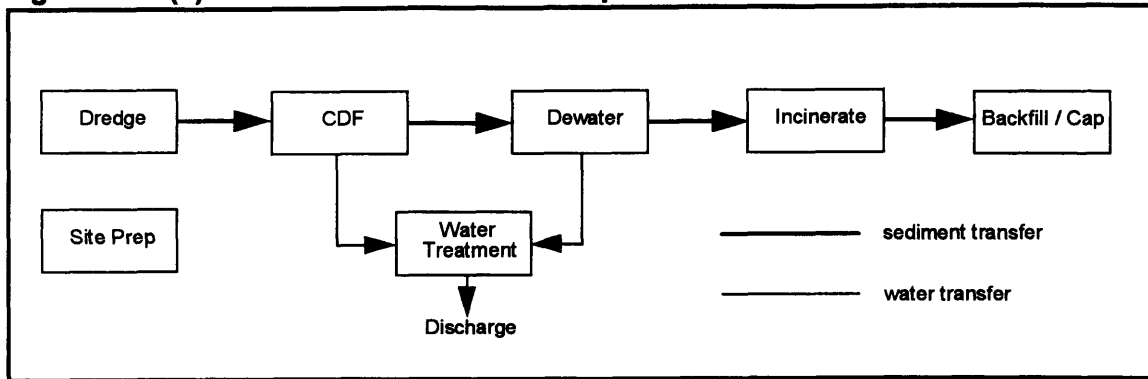 Dredge
CDF
Dewater
Incinerate
Backfill / Cap
Site Prep
Water
Treatment
sediment transfer
water transfer
Discharge